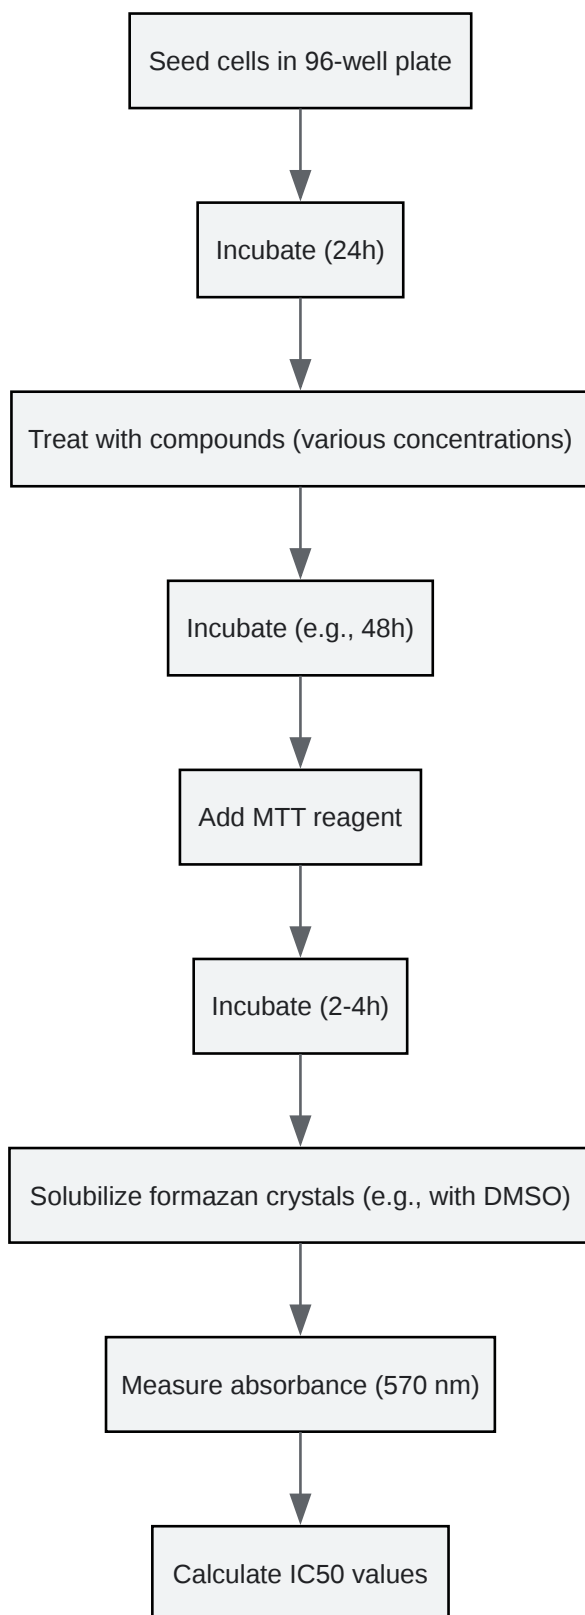 Seed cells in 96-well plate
Incubate (24h)
Treat with compounds (various concentrations)
Incubate (e.g., 48h)
Add MTT reagent
Incubate (2-4h)
Solubilize formazan crystals (e.g., with DMSO)
Measure absorbance (570 nm)
Calculate IC50 values